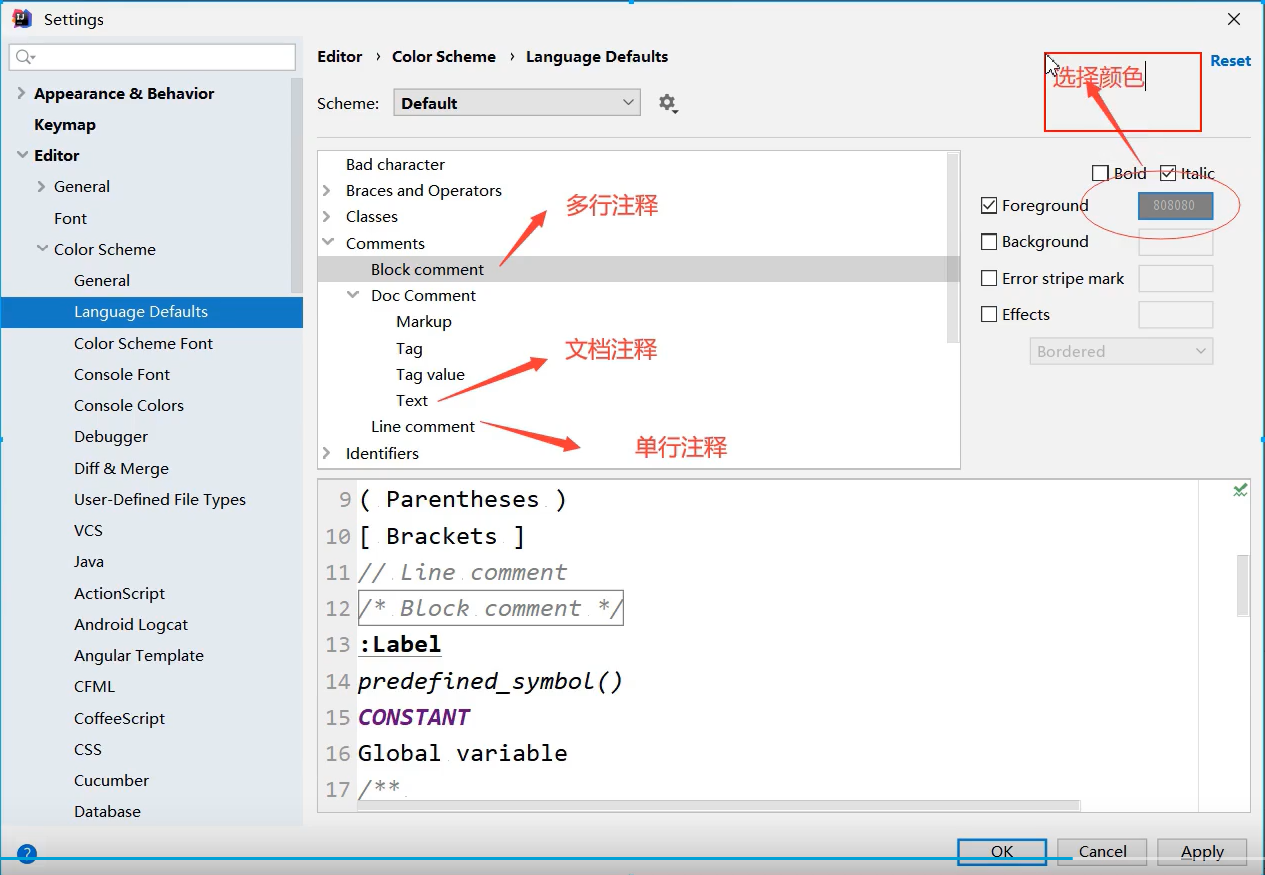 Settings
Editor › Color Scheme › Language Defaults
Reset
选择颜色
Scheme: Default
Appearance & Behavior
Keymap
Editor
General
Font
Color Scheme
General
Language Defaults
Color Scheme Font
Console Font
Console Colors
Debugger
Diff & Merge
User-Defined File Types
VCS
Java
ActionScript
Android Logcat
Angular Template
CFML
CoffeeScript
CSS
Cucumber
Database
Bad character
Braces and Operators
Classes
Comments
Block comment
Doc Comment
Markup
Tag
Tag value
Text
Line comment
Identifiers
多行注释
文档注释
单行注释
Bold Italic
Foreground 808080
Background
Error stripe mark
Effects
Bordered
9 ( Parentheses )
10 [ Brackets ]
11 // Line comment
12 /* Block comment */
13 :Label
14 predefined_symbol()
15 CONSTANT
16 Global variable
17 /**
?
OK Cancel Apply